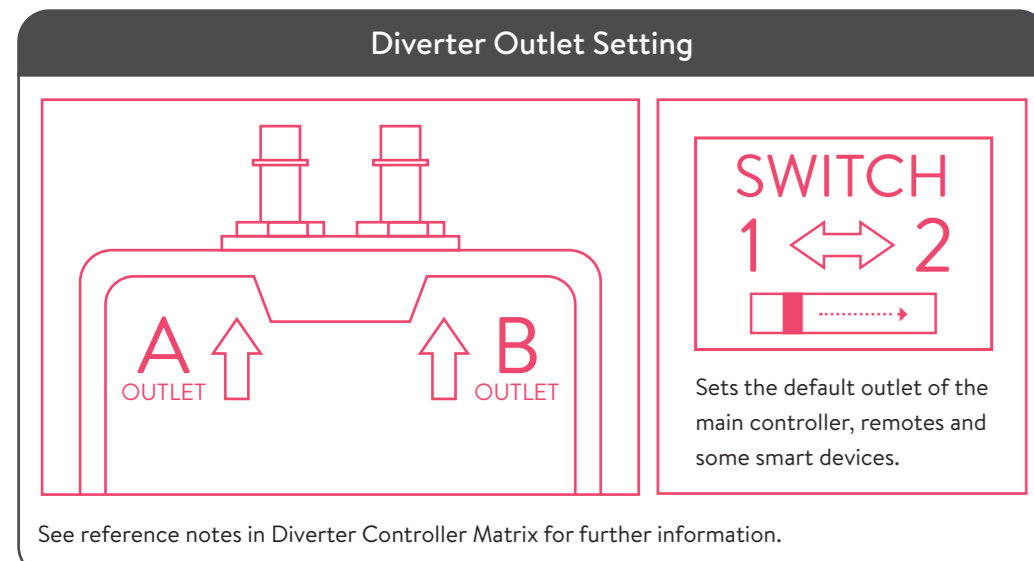 Diverter Outlet Setting
A
OUTLET
B
OUTLET
SWITCH
1 2
Sets the default outlet of the
main controller, remotes and
some smart devices.
See reference notes in Diverter Controller Matrix for further information.